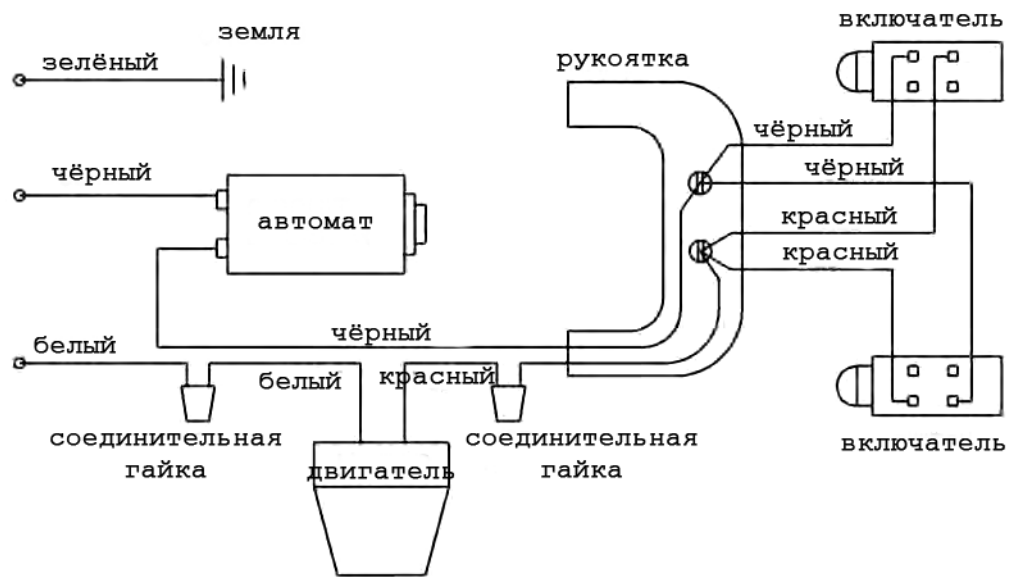 включатель
земля
зелёный
рукоятка
чёрный
чёрный
чёрный
автомат
красный
красный
чёрный
белый
белый
красный
соединительная
гайка
соединительная
гайка
включатель
двигатель